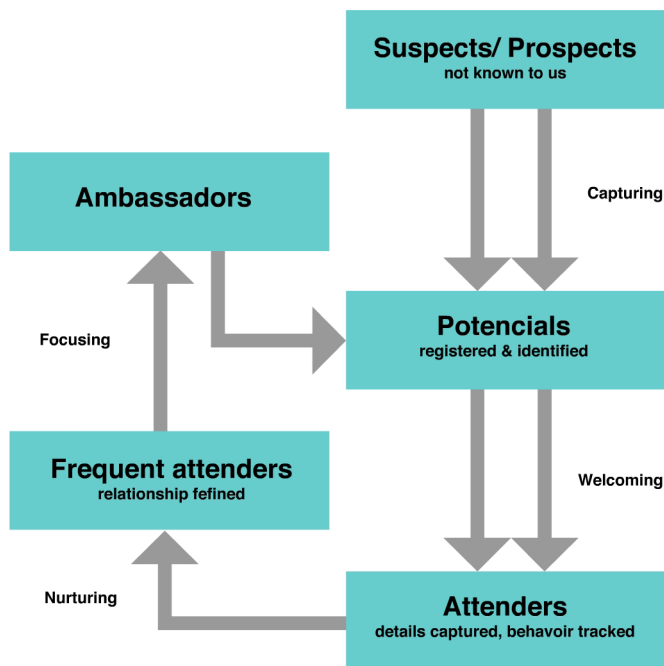 Suspects/ Prospects
not known to us
Capturing
Ambassadors
Potencials
registered & identified
Focusing
Frequent attenders
relationship fefined
Welcoming
Nurturing
Attenders
details captured, behavoir tracked